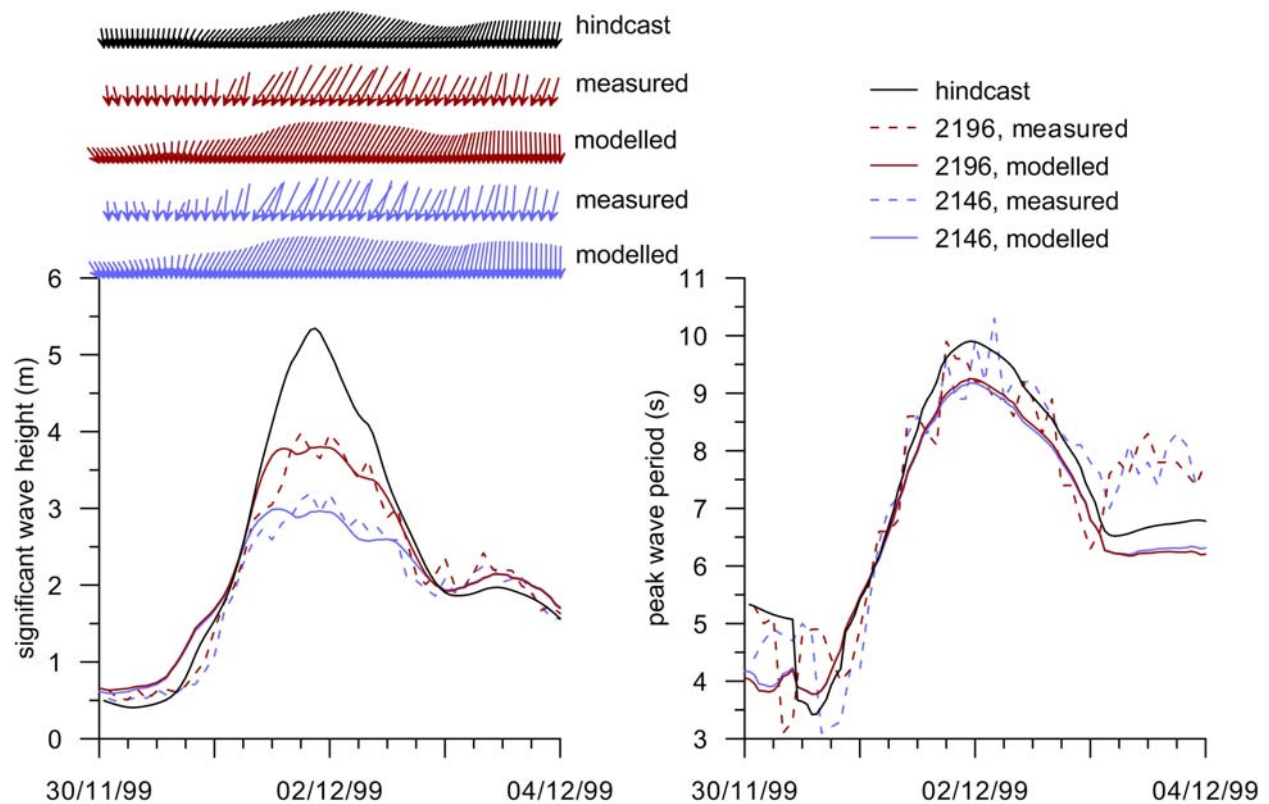 hindcast
measured
modelled
measured
modelled
hindcast
2196, measured
2196, modelled
2146, measured
2146, modelled
significant wave height (m)
6
5
4
3
2
1
0
30/11/99 02/12/99 04/12/99
peak wave period (s)
11
10
9
8
7
6
5
4
3
30/11/99 02/12/99 04/12/99